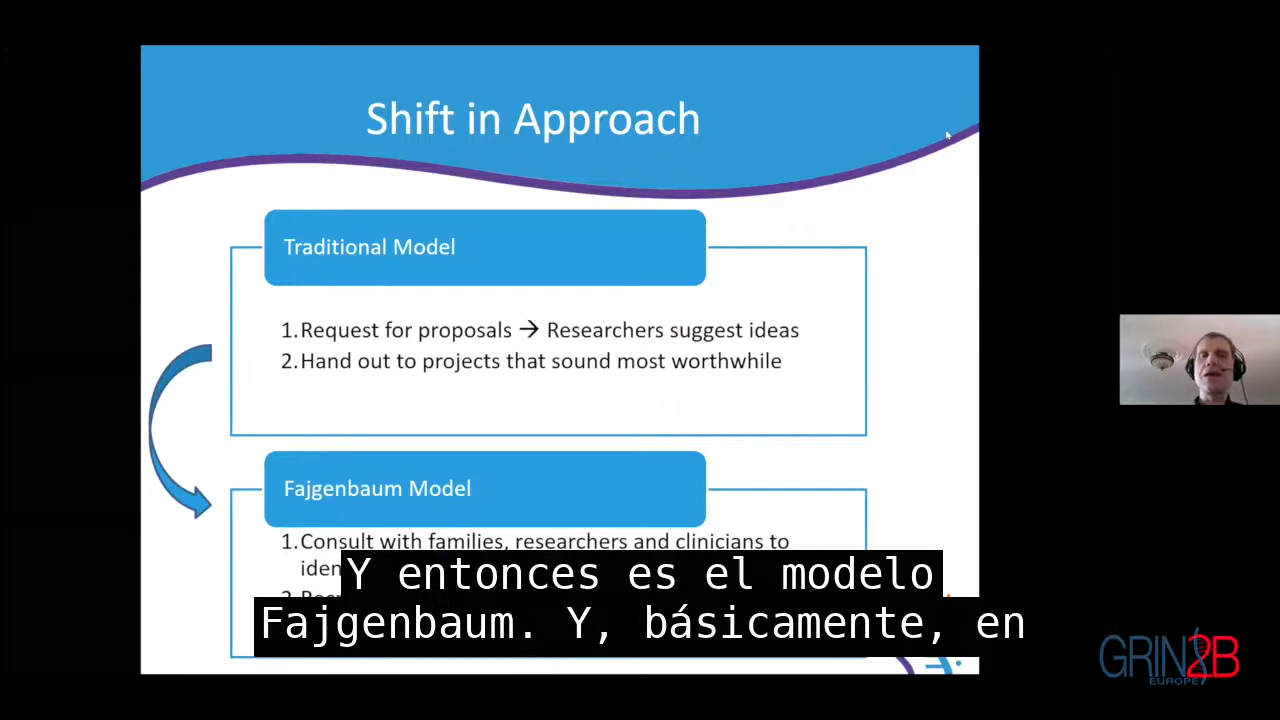 Shift in Approach
Traditional Model
1. Request for proposals → Researchers suggest ideas
2. Hand out to projects that sound most worthwhile
Fajgenbaum Model
1. Consult with families, researchers and clinicians to
Y entonces es el modelo
Fajgenbaum. Y, básicamente, en
GRIN2B
EUROPE